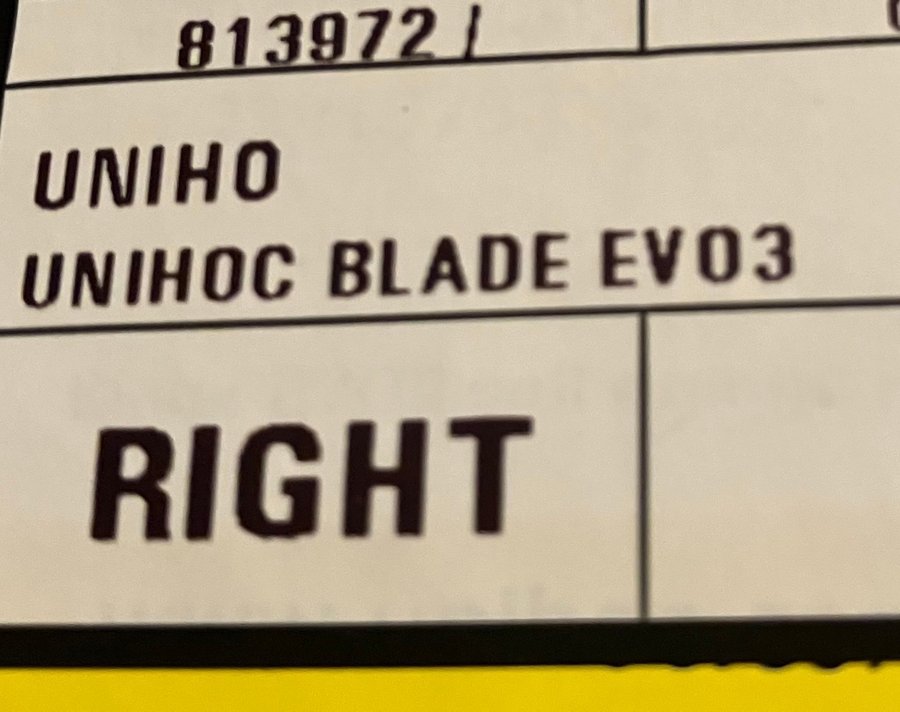 813972 /
UNIHO
UNIHOC BLADE EVO3
RIGHT